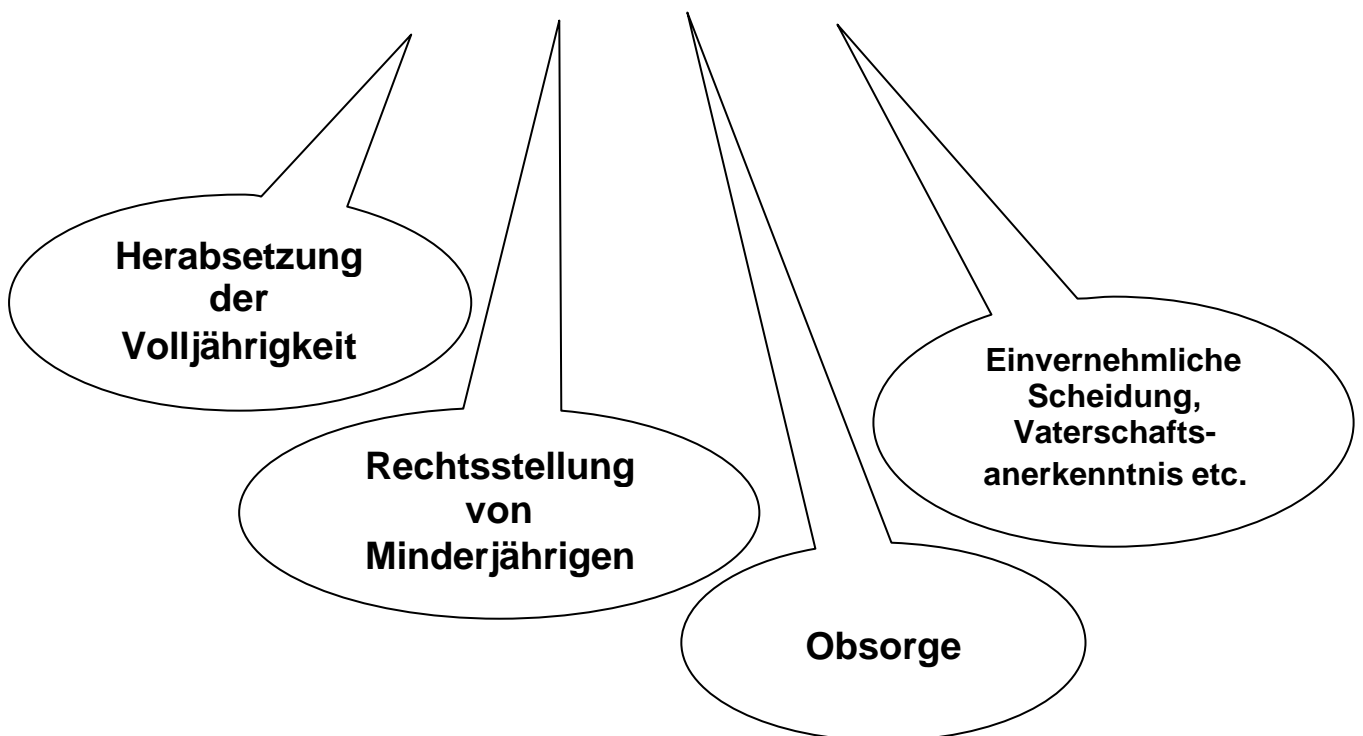 Herabsetzung
der
Volljährigkeit
Rechtsstellung
von
Minderjährigen
Obsorge
Einvernehmliche
Scheidung,
Vaterschafts-
anerkenntnis etc.